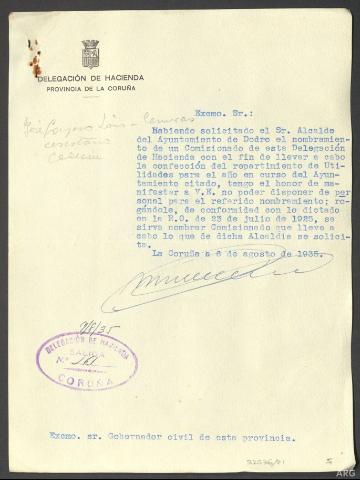 DELEGACIÓN DE HACIENDA
PROVINCIA DE LA CORUÑA
Excmo. Sr.:
Habiendo solicitado el Sr. Alcalde
del Ayuntamiento de Dodro el nombramien-
to de un Comisionado de esta Delegación
de Hacienda con el fin de llevar a cabo
la confección del repartimiento de Uti-
lidades para el año en curso del Ayun-
tamiento citado, tengo el honor de ma-
nifestar a V.E. no poder disponer de per
sonal para el referido nombramiento; ro-
gándole, de conformidad con lo dictado
en la R.O. de 23 de julio de 1925, se
sirva nombrar Comisionado que lleve a
cabo lo que de dicha Alcaldía se solici-
ta.
La Coruña a 6 de agosto de 1935.
DELEGACIÓN DE HACIENDA
SALIDA
N.º
CORUÑA
Excmo. sr. Gobernador civil de esta provincia.
ARG